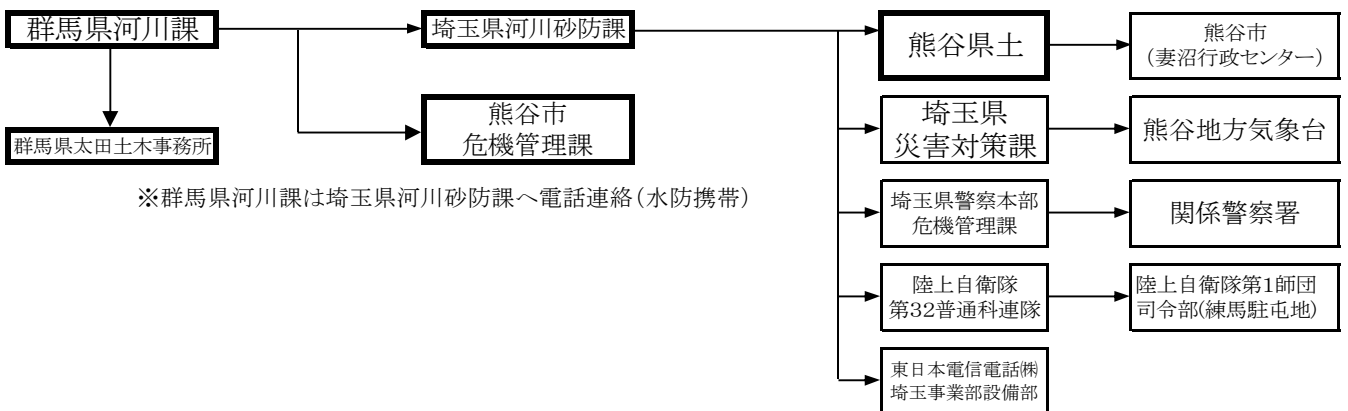 群馬県河川課
埼玉県河川砂防課
熊谷県土
熊谷市
(妻沼行政センター)
群馬県太田土木事務所
熊谷市
危機管理課
埼玉県
災害対策課
熊谷地方気象台
※群馬県河川課は埼玉県河川砂防課へ電話連絡(水防携帯)
埼玉県警察本部
危機管理課
関係警察署
陸上自衛隊
第32普通科連隊
陸上自衛隊第1師団
司令部(練馬駐屯地)
東日本電信電話㈱
埼玉事業部設備部